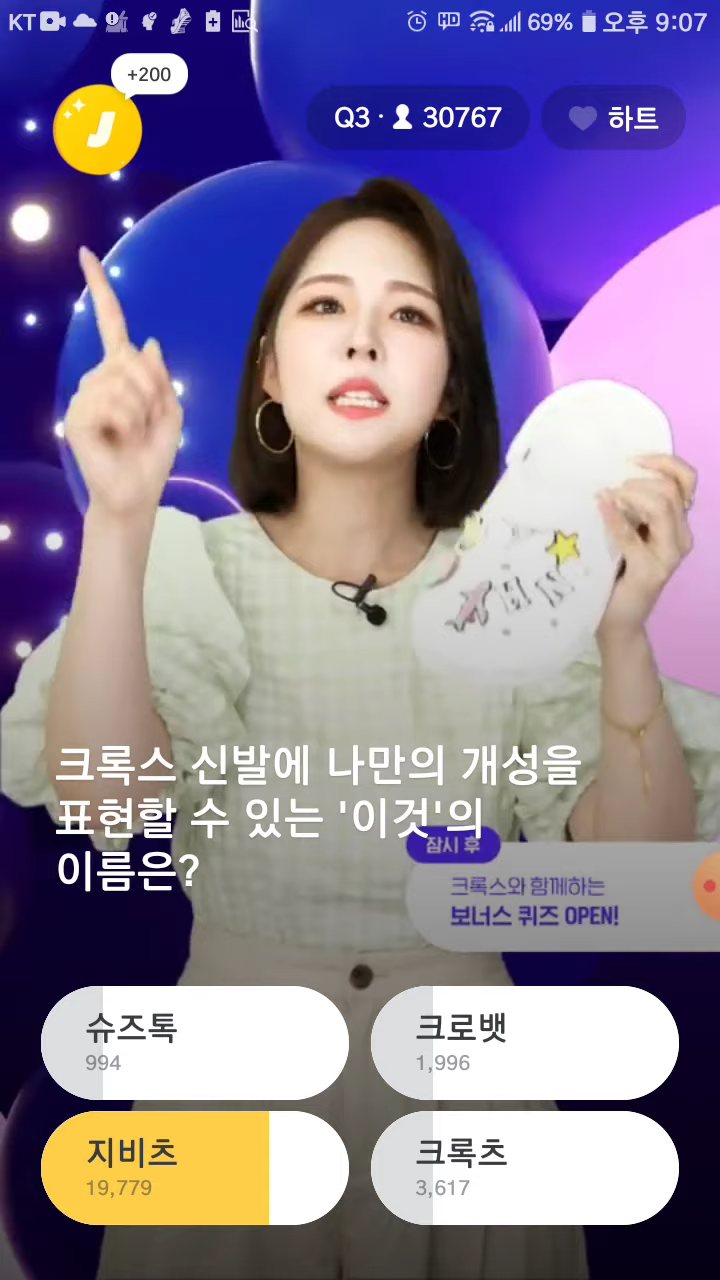 KT
69%
오후 9:07
+200
J
Q3 · 30767
하트
크록스 신발에 나만의 개성을
표현할 수 있는 '이것'의
이름은?
잠시 후
크록스와 함께하는
보너스 퀴즈 OPEN!
슈즈톡
994
크로뱃
1,996
지비츠
19,779
크록츠
3,617